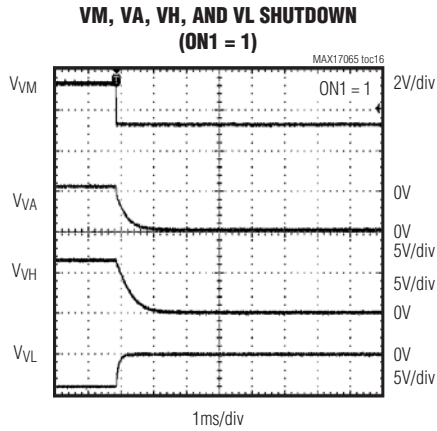 VM, VA, VH, AND VL SHUTDOWN
(ON1 = 1)
MAX17065 toc16
VVM
ON1 = 1
2V/div
VVA
0V
0V
5V/div
VVH
5V/div
0V
VVL
0V
5V/div
1ms/div